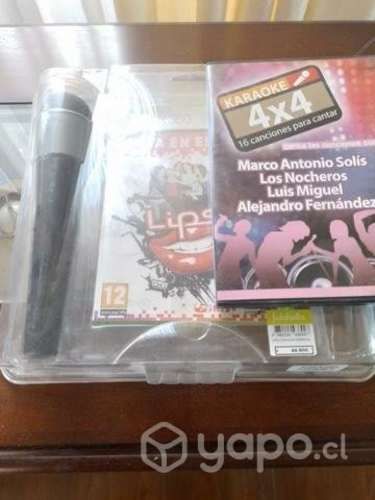 KARAOKE
4x4
16 canciones para cantar
Marco Antonio Solís
Los Nocheros
Luis Miguel
Alejandro Fernández
A EN E
Lips
12
yapo.cl